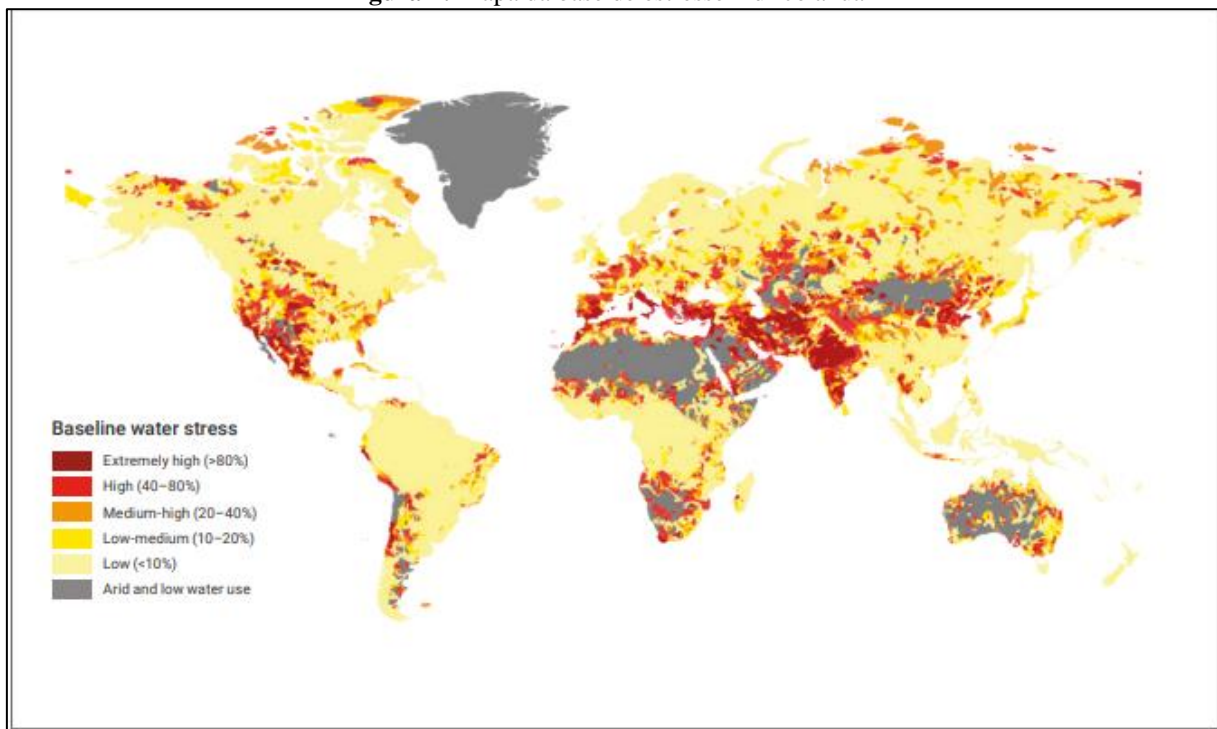 Baseline water stress
Extremely high (>80%)
High (40–80%)
Medium-high (20–40%)
Low-medium (10–20%)
Low (<10%)
Arid and low water use